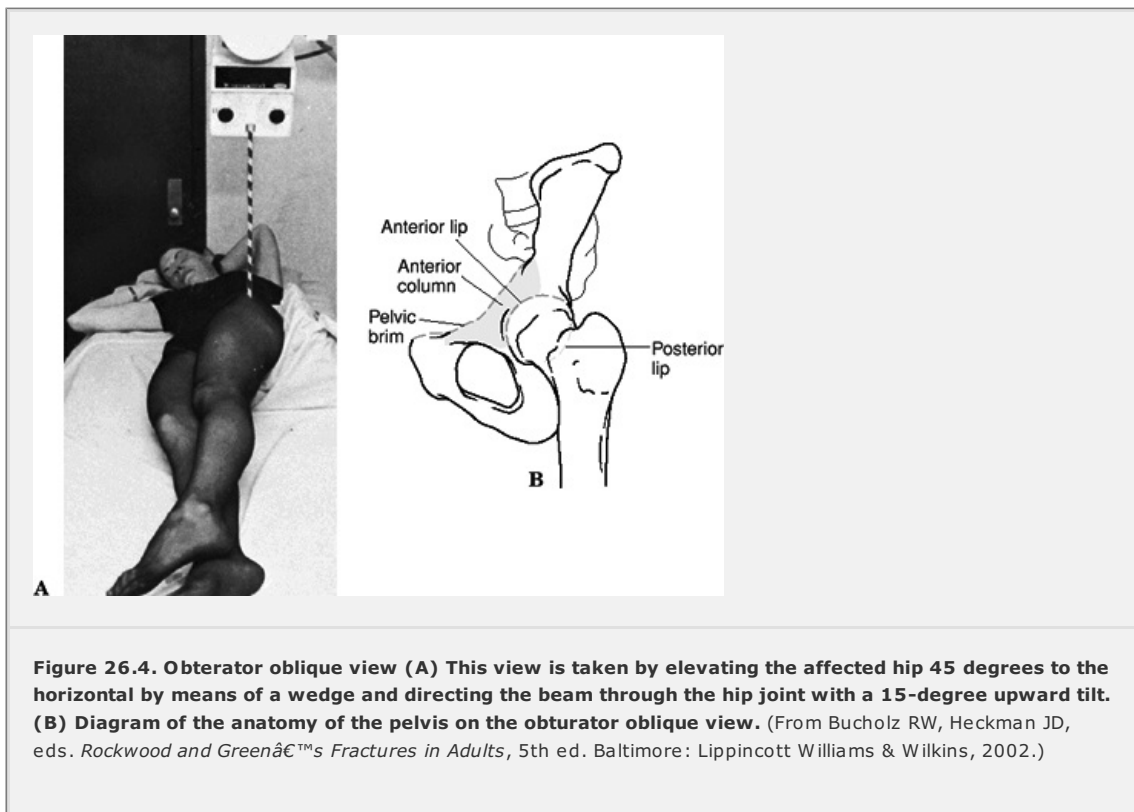 Anterior lip
Anterior
column
Pelvic
brim
Posterior
lip
A
B
Figure 26.4. Obterator oblique view (A) This view is taken by elevating the affected hip 45 degrees to the
horizontal by means of a wedge and directing the beam through the hip joint with a 15-degree upward tilt.
(B) Diagram of the anatomy of the pelvis on the obturator oblique view. (From Bucholz RW, Heckman JD,
eds. Rockwood and Greenâ€™s Fractures in Adults, 5th ed. Baltimore: Lippincott Williams & Wilkins, 2002.)